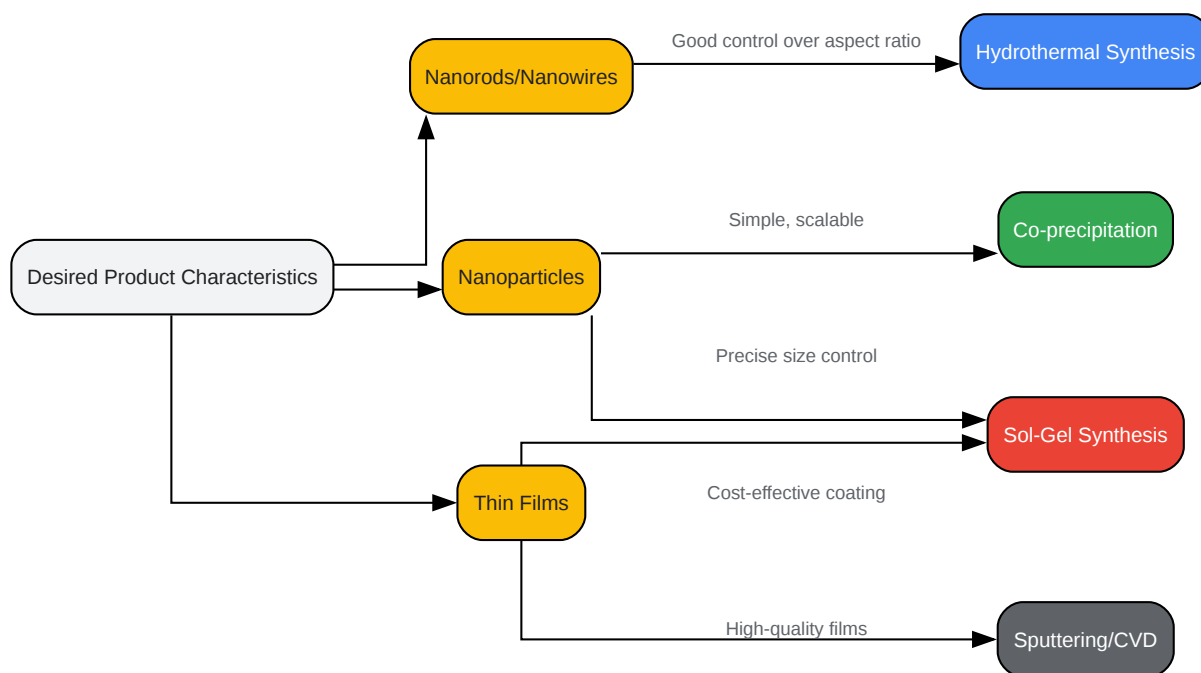 Good control over aspect ratio
Hydrothermal Synthesis
Nanorods/Nanowires
Simple, scalable
Co-precipitation
Desired Product Characteristics
Nanoparticles
Precise size control
Sol-Gel Synthesis
Thin Films
Cost-effective coating
High-quality films
Sputtering/CVD